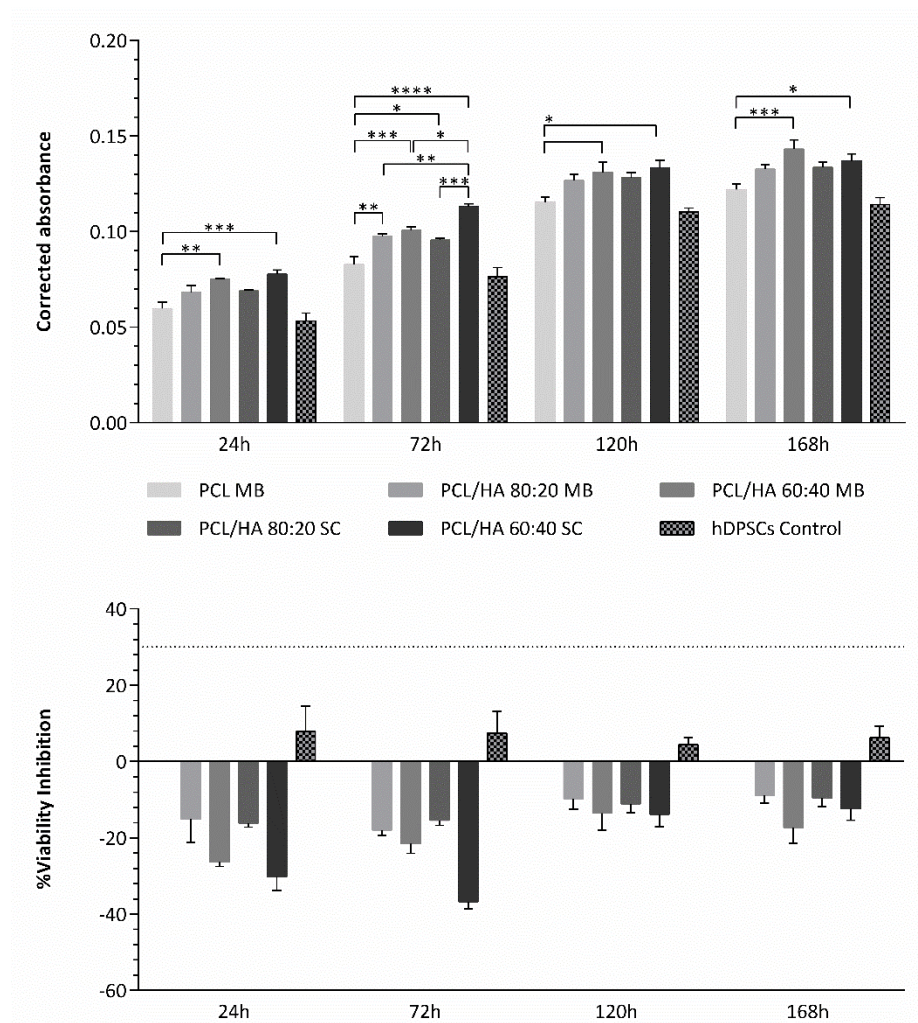 0.20
0.15
0.10
0.05
0.00
Corrected absorbance
** ***
** *** * **** * ** ***
*
*** *
24h 72h 120h 168h
PCL MB PCL/HA 80:20 MB PCL/HA 60:40 MB
PCL/HA 80:20 SC PCL/HA 60:40 SC hDPSCs Control
40
20
0
-20
-40
-60
%Viability Inhibition
24h 72h 120h 168h